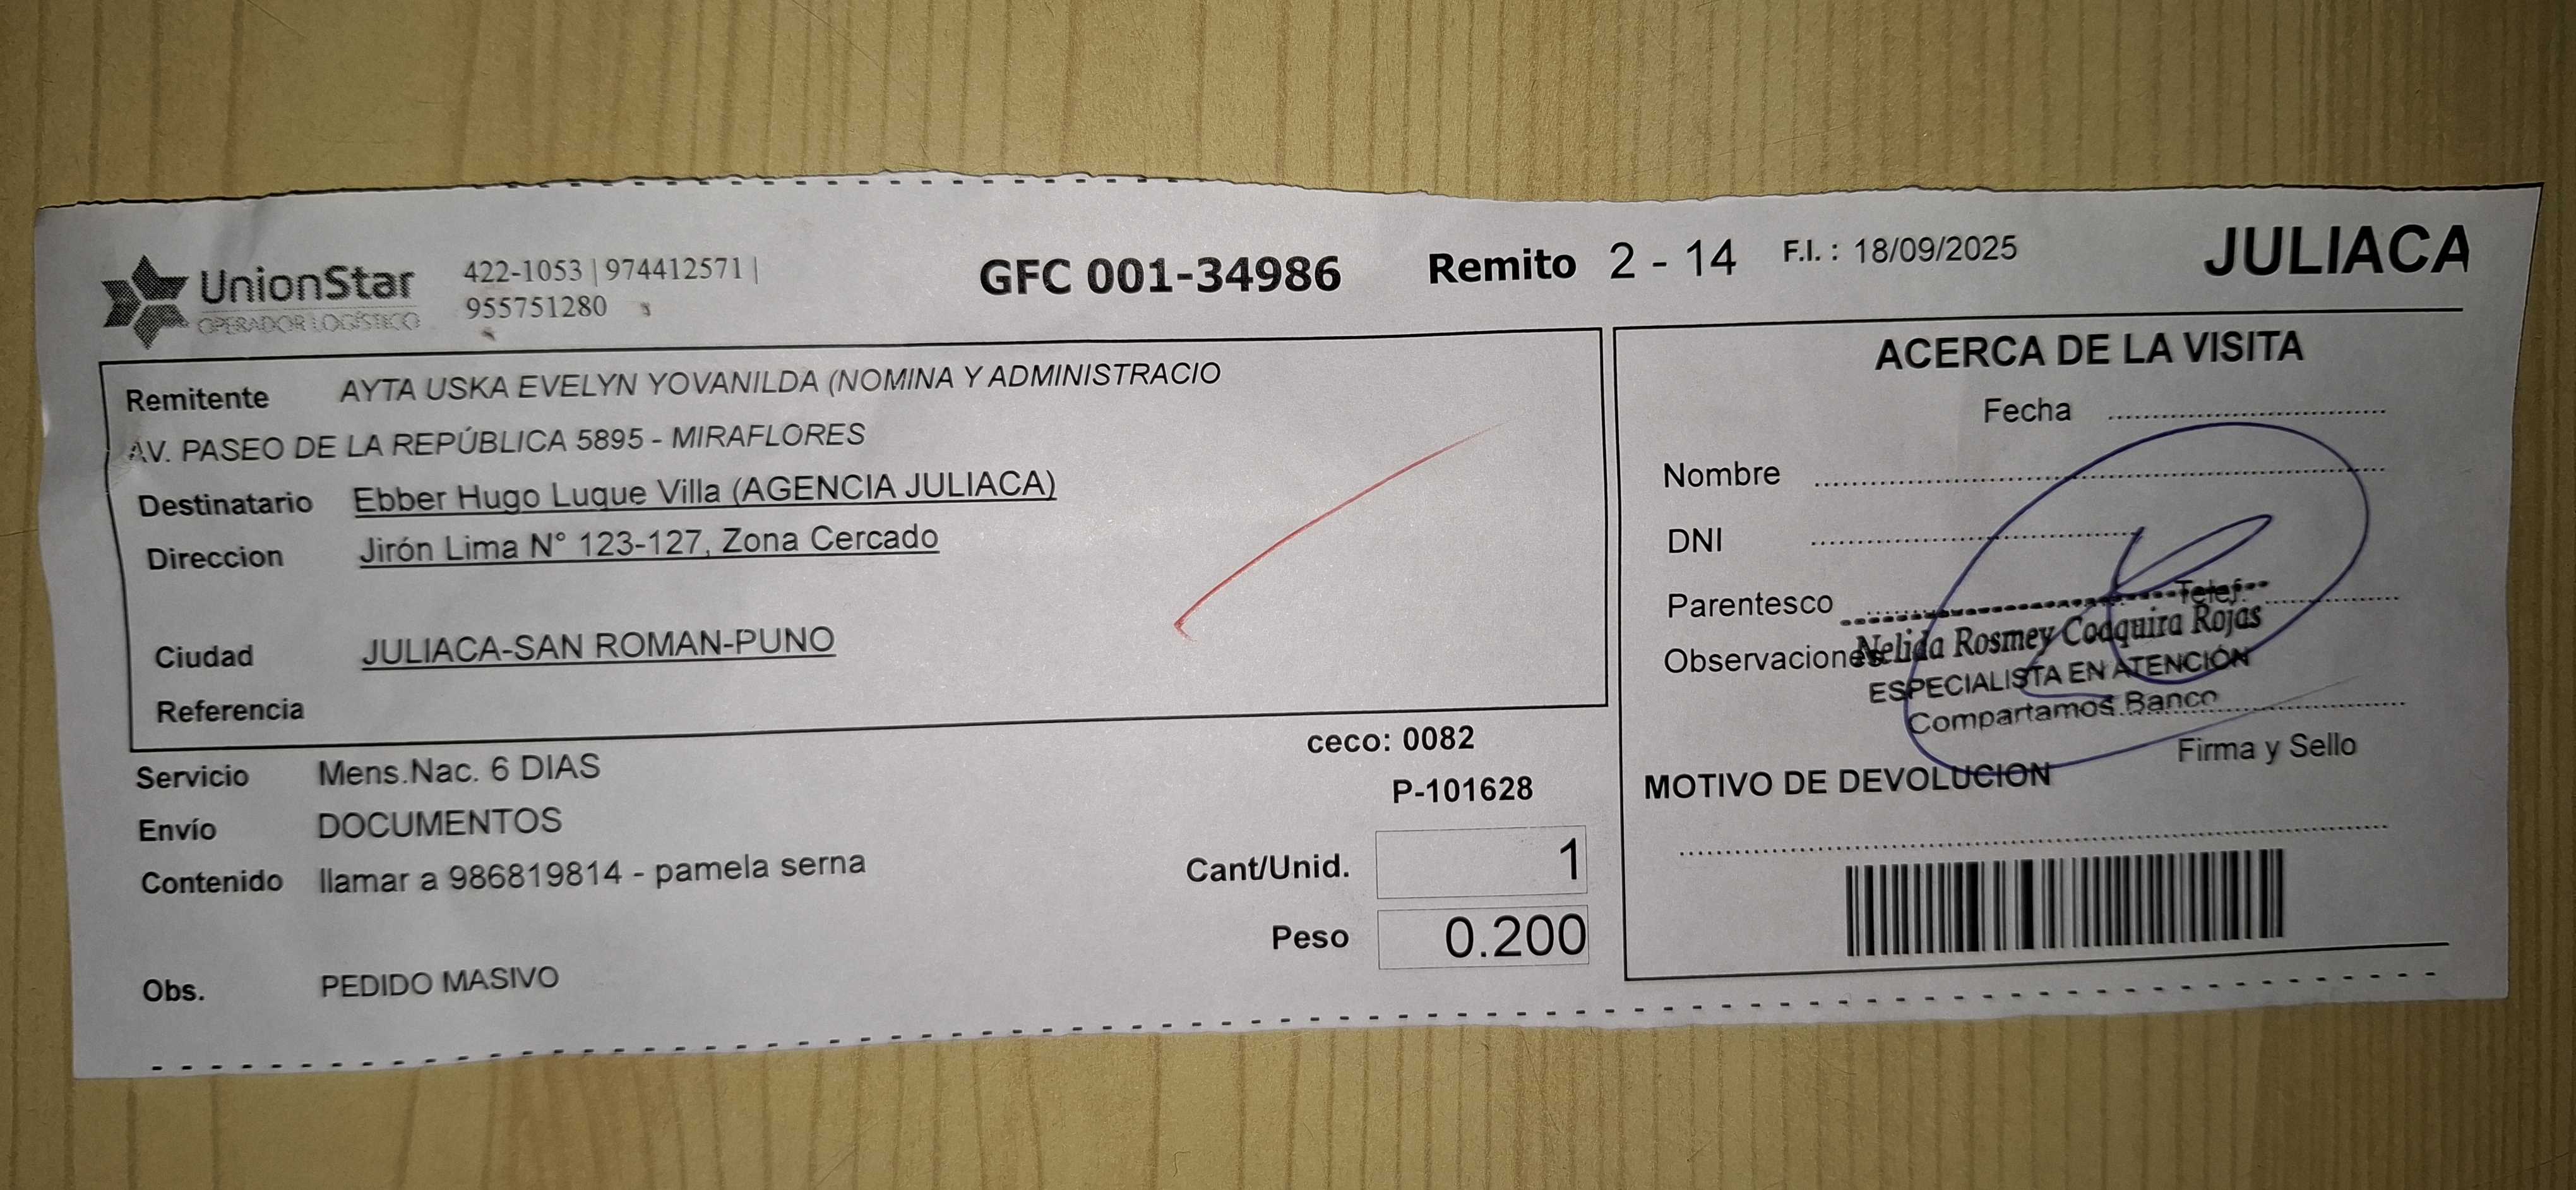 UnionStar
OPERADOR LOGÍSTICO
422-1053 | 974412571 |
955751280
GFC 001-34986
Remito 2 - 14
F.I. : 18/09/2025
JULIACA
Remitente AYTA USKA EVELYN YOVANILDA (NOMINA Y ADMINISTRACIO
AV. PASEO DE LA REPÚBLICA 5895 - MIRAFLORES
Destinatario Ebber Hugo Luque Villa (AGENCIA JULIACA)
Direccion Jirón Lima N° 123-127, Zona Cercado
Ciudad JULIACA-SAN ROMAN-PUNO
Referencia
Servicio Mens.Nac. 6 DIAS
Envío DOCUMENTOS
Contenido llamar a 986819814 - pamela serna
Obs. PEDIDO MASIVO
ceco: 0082
P-101628
Cant/Unid. 1
Peso 0.200
ACERCA DE LA VISITA
Fecha
Nombre
DNI
Parentesco Telef.
Observaciones
Nelida Rosmey Coaquira Rojas
ESPECIALISTA EN ATENCIÓN
Compartamos Banco
Firma y Sello
MOTIVO DE DEVOLUCION